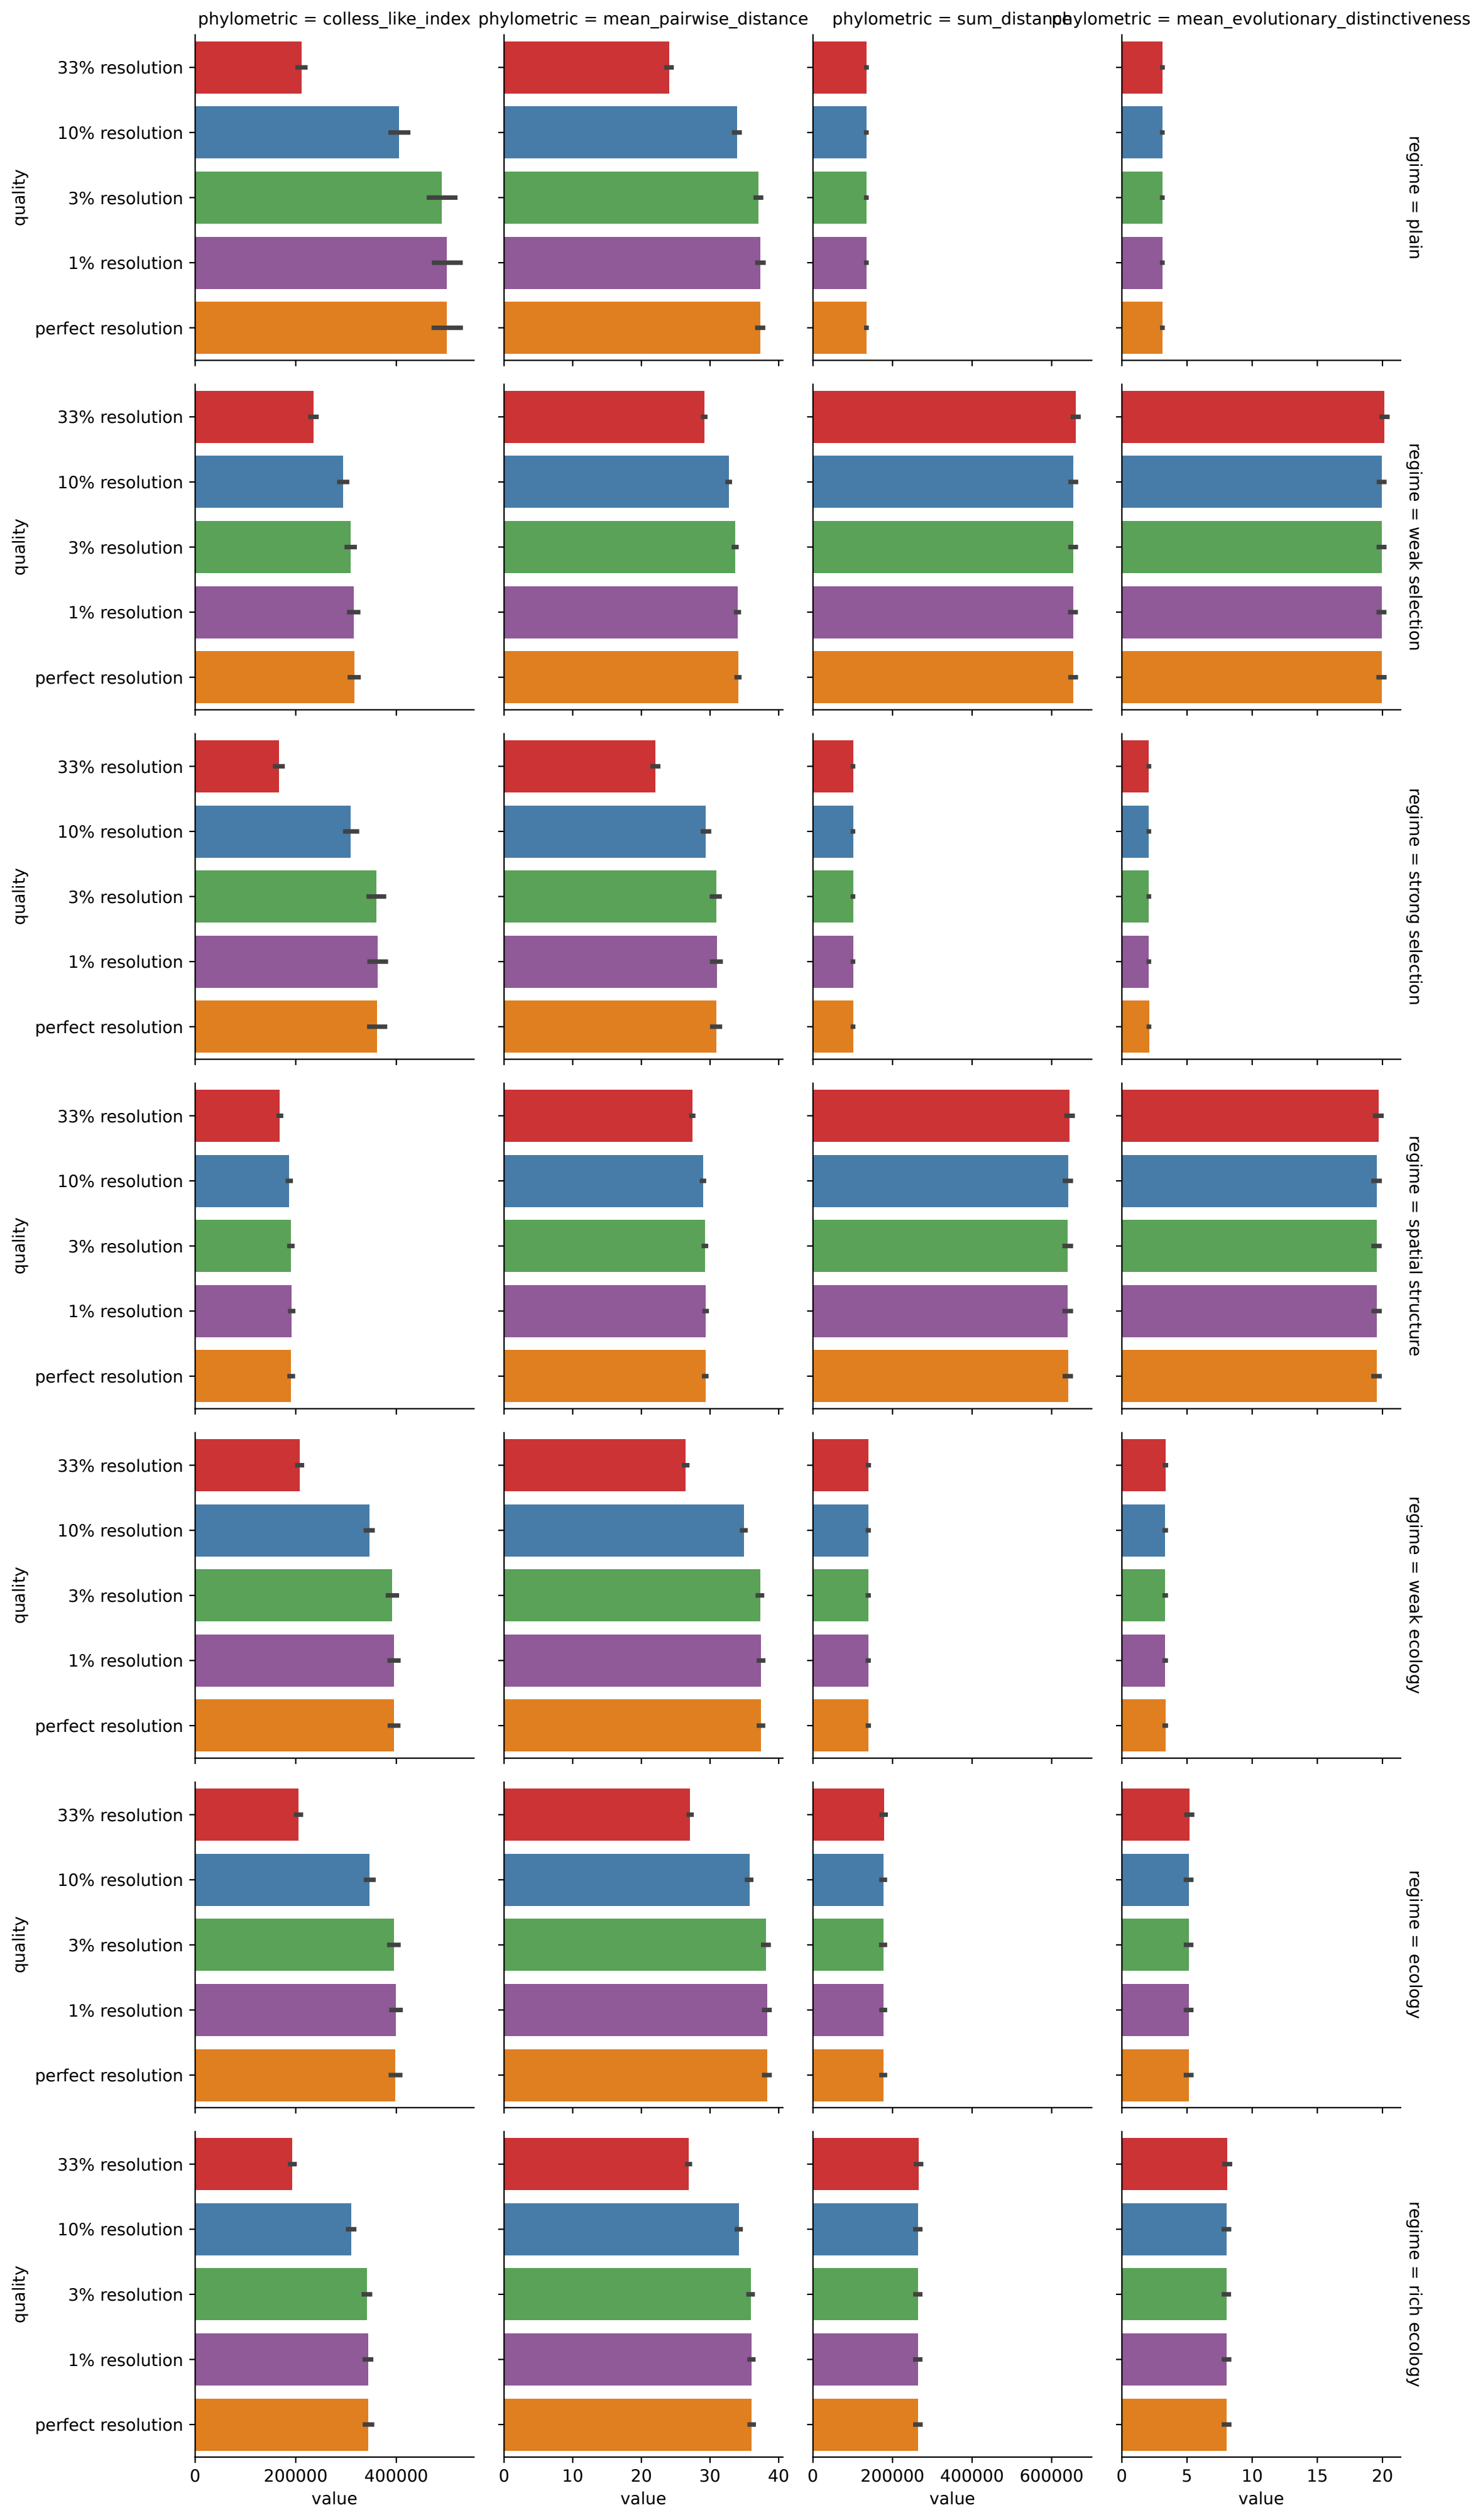 phylometric = colless_like_index
phylometric = mean_pairwise_distance
phylometric = sum_distance
phylometric = mean_evolutionary_distinctiveness
quality
33% resolution
10% resolution
3% resolution
1% resolution
perfect resolution
regime = plain
quality
33% resolution
10% resolution
3% resolution
1% resolution
perfect resolution
regime = weak selection
quality
33% resolution
10% resolution
3% resolution
1% resolution
perfect resolution
regime = strong selection
quality
33% resolution
10% resolution
3% resolution
1% resolution
perfect resolution
regime = spatial structure
quality
33% resolution
10% resolution
3% resolution
1% resolution
perfect resolution
regime = weak ecology
quality
33% resolution
10% resolution
3% resolution
1% resolution
perfect resolution
regime = ecology
quality
33% resolution
10% resolution
3% resolution
1% resolution
perfect resolution
regime = rich ecology
0 200000 400000
0 10 20 30 40
0 200000 400000 600000
0 5 10 15 20
value
value
value
value